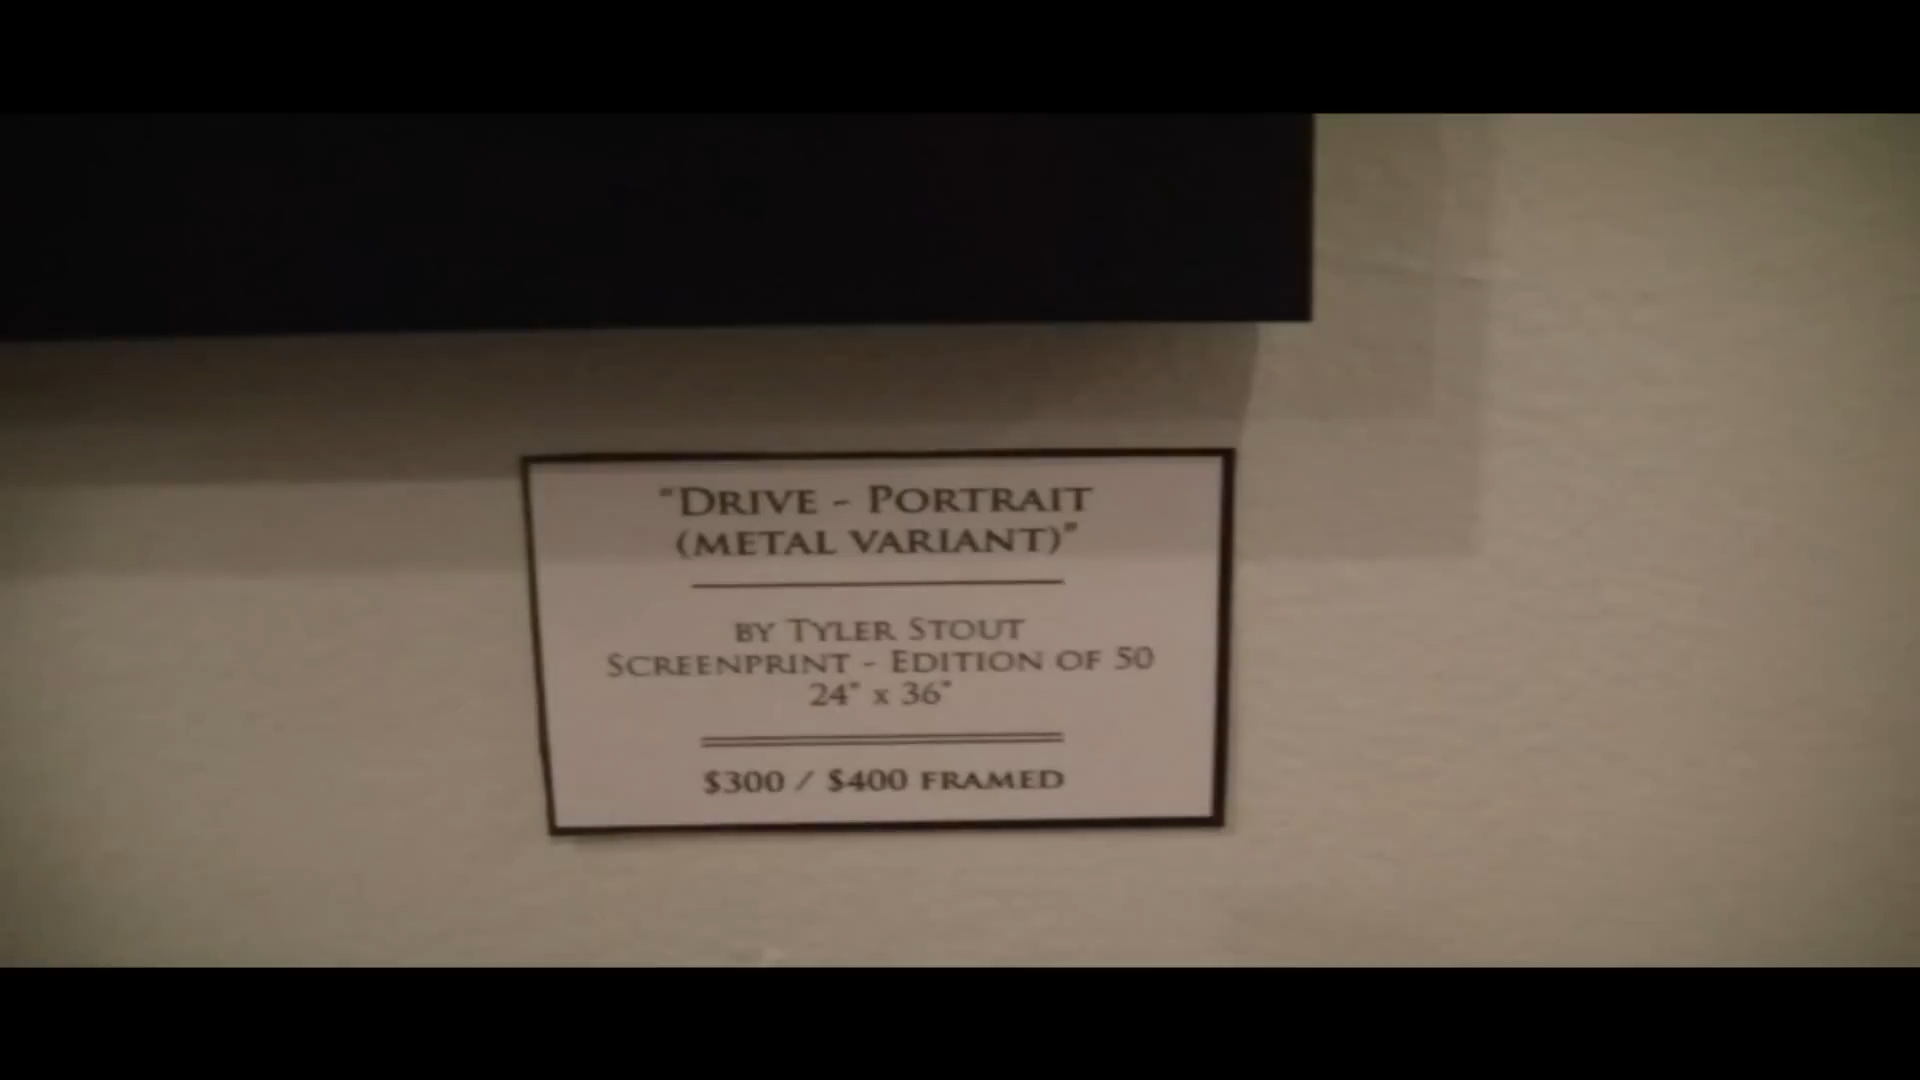 "DRIVE - PORTRAIT
(METAL VARIANT)"
BY TYLER STOUT
SCREENPRINT - EDITION OF 50
24" x 36"
$300 / $400 FRAMED